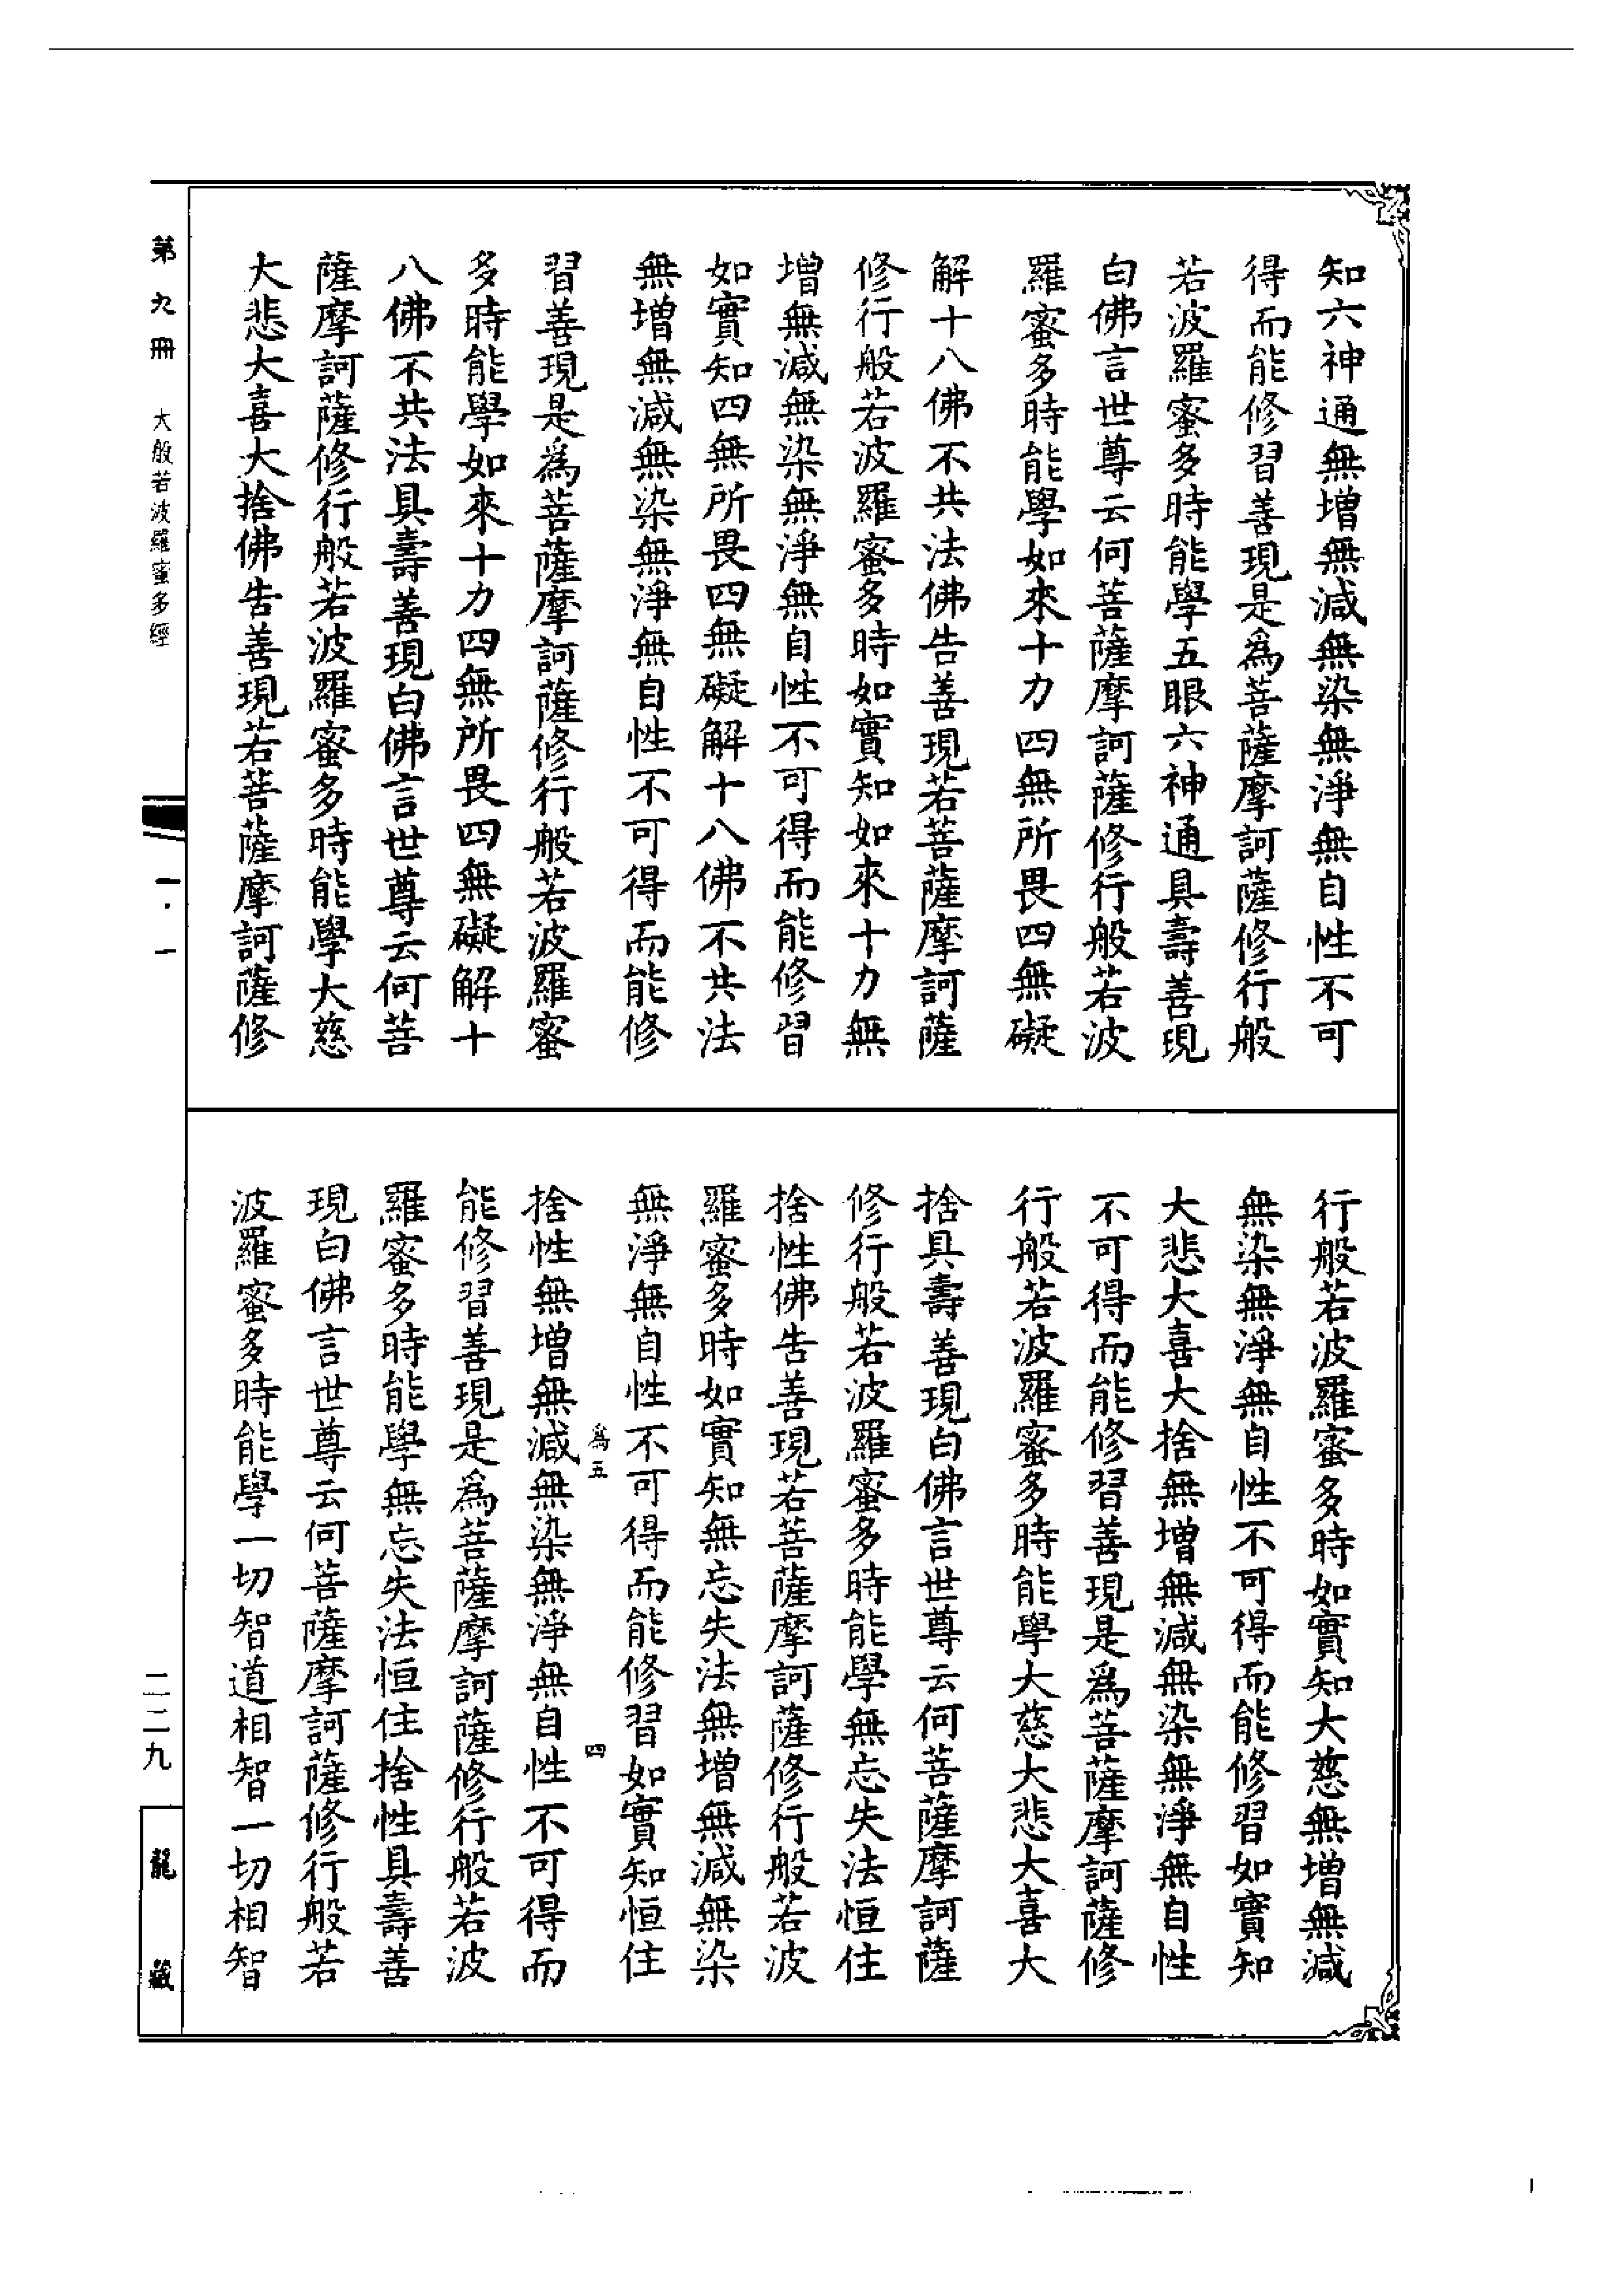 知六神通無增無減無染無淨無自性不可
得而能修習善現是為菩薩摩訶薩修行般
若波羅蜜多時能學五眼六神通具壽善現
白佛言世尊云何菩薩摩訶薩修行般若波
羅蜜多時能學如來十力四無所畏四無礙
解十八佛不共法佛告善現若菩薩摩訶薩
修行般若波羅蜜多時如實知如來十力無
增無減無染無淨無自性不可得而能修習
如實知四無所畏四無礙解十八佛不共法
無增無減無染無淨無自性不可得而能修
習善現是為菩薩摩訶薩修行般若波羅蜜
多時能學如來十力四無所畏四無礙解十
八佛不共法具壽善現白佛言世尊云何菩
薩摩訶薩修行般若波羅蜜多時能學大慈
大悲大喜大捨佛告善現若菩薩摩訶薩修
行般若波羅蜜多時如實知大慈無增無減
無染無淨無自性不可得而能修習如實知
大悲大喜大捨無增無減無染無淨無自性
不可得而能修習善現是為菩薩摩訶薩修
行般若波羅蜜多時能學大慈大悲大喜大
捨具壽善現白佛言世尊云何菩薩摩訶薩
修行般若波羅蜜多時能學無忘失法恒住
捨性佛告善現若菩薩摩訶薩修行般若波
羅蜜多時如實知無忘失法無增無減無染
無淨無自性不可得而能修習如實知恒住
為五 四
捨性無增無減無染無淨無自性不可得而
能修習善現是為菩薩摩訶薩修行般若波
羅蜜多時能學無忘失法恒住捨性具壽善
現白佛言世尊云何菩薩摩訶薩修行般若
波羅蜜多時能學一切智道相智一切相智
第九冊 大般若波羅蜜多經
一·一
二二九
龍藏